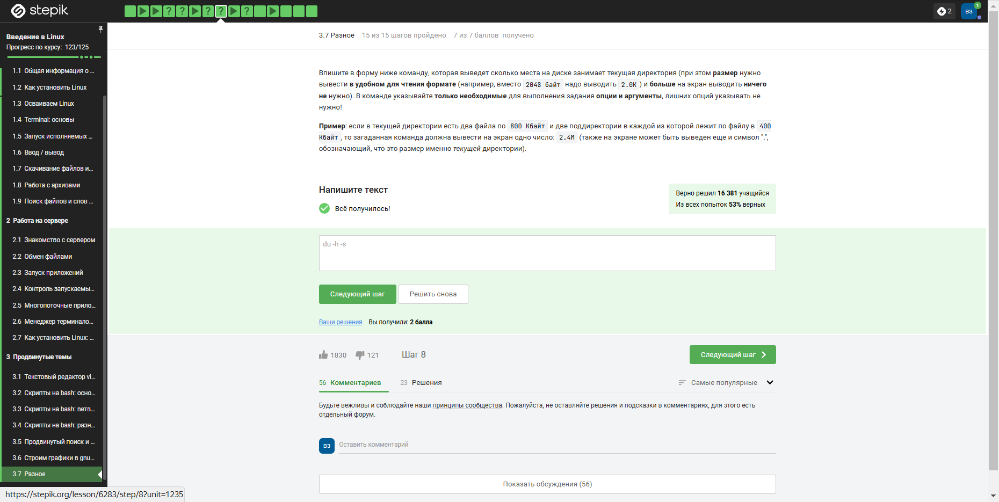 stepik
? ? ? ? ? ?
2
ВЗ
1
Введение в Linux
Прогресс по курсу: 123/125
1.1 Общая информация о ...
1.2 Как установить Linux
1.3 Осваиваем Linux
1.4 Terminal: основы
1.5 Запуск исполняемых ...
1.6 Ввод / вывод
1.7 Скачивание файлов и...
1.8 Работа с архивами
1.9 Поиск файлов и слов ...
2 Работа на сервере
2.1 Знакомство с сервером
2.2 Обмен файлами
2.3 Запуск приложений
2.4 Контроль запускаемы...
2.5 Многопоточные прило...
2.6 Менеджер терминало...
2.7 Как установить Linux: ...
3 Продвинутые темы
3.1 Текстовый редактор vi...
3.2 Скрипты на bash: осно...
3.3 Скрипты на bash: ветв...
3.4 Скрипты на bash: разн...
3.5 Продвинутый поиск и ...
3.6 Строим графики в gnu...
3.7 Разное
https://stepik.org/lesson/6283/step/8?unit=1235
3.7 Разное 15 из 15 шагов пройдено 7 из 7 баллов получено
Впишите в форму ниже команду, которая выведет сколько места на диске занимает текущая директория (при этом размер нужно
вывести в удобном для чтения формате (например, вместо 2048 байт надо выводить 2.0K ) и больше на экран выводить ничего
не нужно). В команде указывайте только необходимые для выполнения задания опции и аргументы, лишних опций указывать не
нужно!
Пример: если в текущей директории есть два файла по 800 Кбайт и две поддиректории в каждой из которой лежит по файлу в 400
Кбайт , то загаданная команда должна вывести на экран одно число: 2.4M (также на экране может быть выведен еще и символ ".",
обозначающий, что это размер именно текущей директории).
Напишите текст
Всё получилось!
Верно решил 16 381 учащийся
Из всех попыток 53% верных
du -h -s
Следующий шаг
Решить снова
Ваши решения Вы получили: 2 балла
1830 121 Шаг 8
Следующий шаг
56 Комментариев 23 Решения
Самые популярные
Будьте вежливы и соблюдайте наши принципы сообщества. Пожалуйста, не оставляйте решения и подсказки в комментариях, для этого есть
отдельный форум.
ВЗ Оставить комментарий
Показать обсуждения (56)